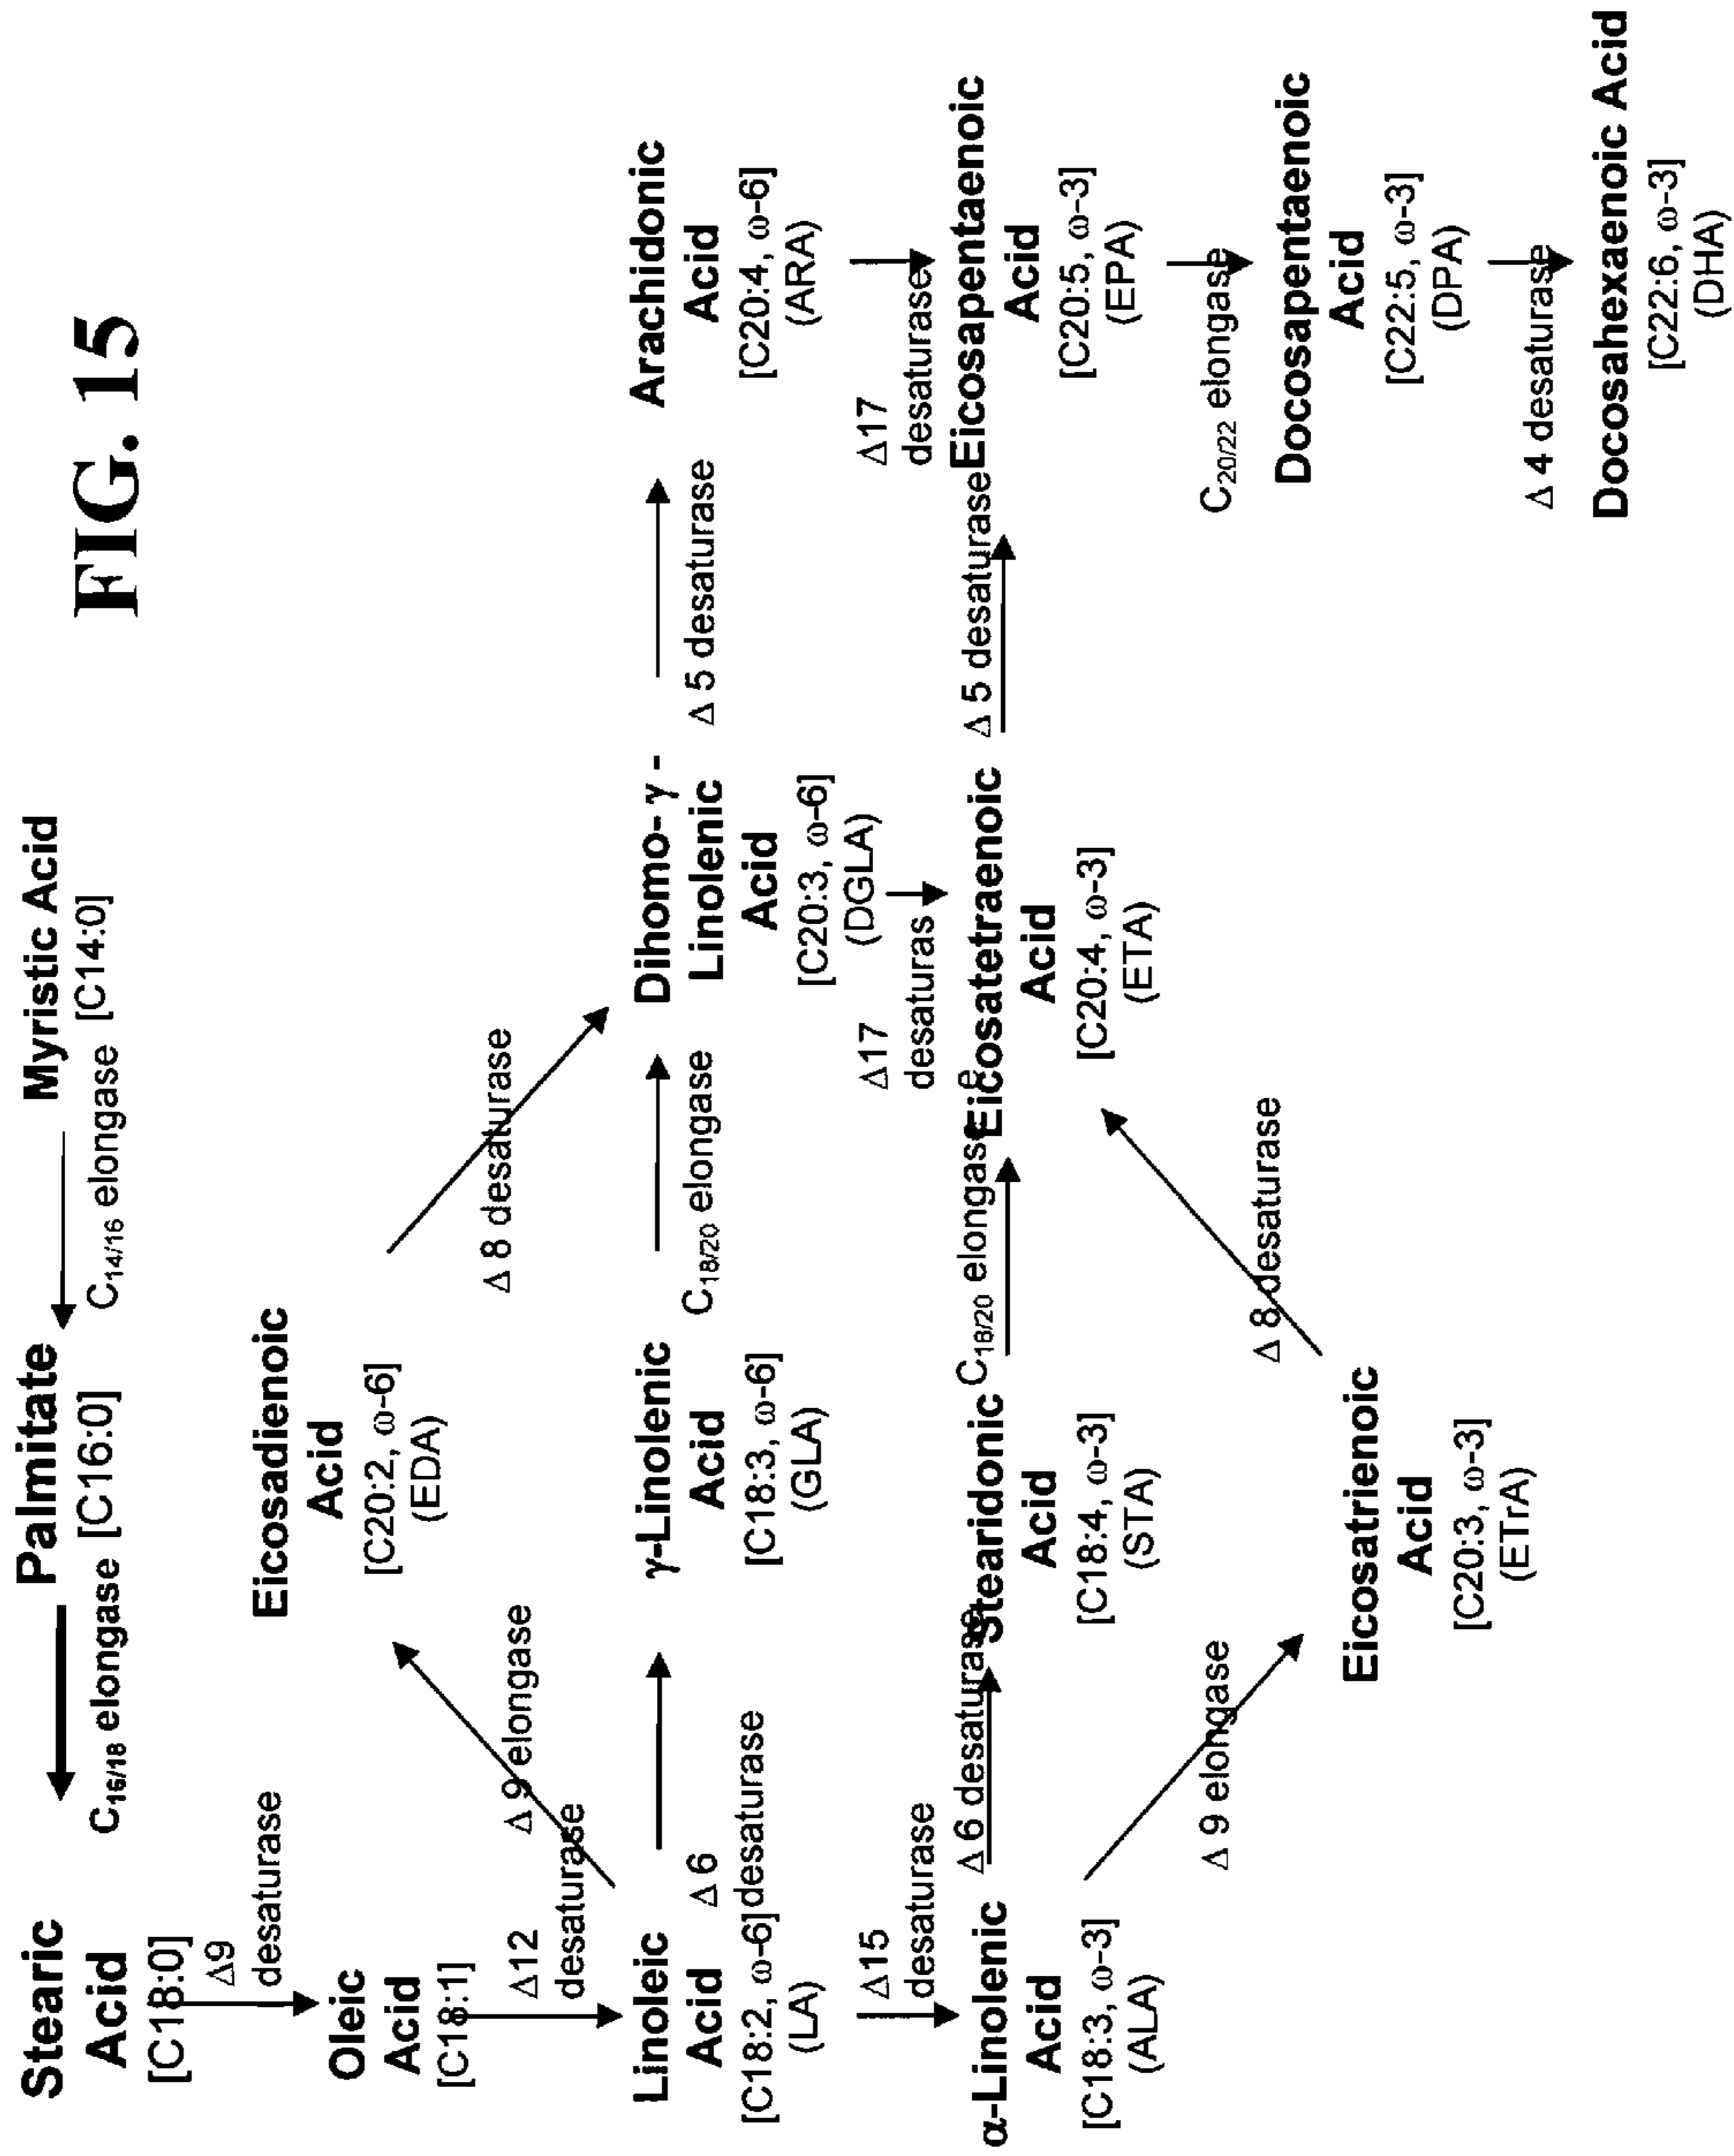 FIG. 15
Myristic Acid
[C14:0]
C14/16 elongase
Palmitate
[C16:0]
C16/18 elongase
Stearic
Acid
[C18:0]
Δ9
desaturase
Oleic
Acid
[C18:1]
Δ12
desaturase
Δ 9 elongase
Eicosadienoic
Acid
[C20:2, ω-6]
(EDA)
Δ 8 desaturase
Linoleic
Acid
[C18:2, ω-6]
(LA)
Δ 6
desaturase
γ-Linolenic
Acid
[C18:3, ω-6]
(GLA)
C18/20 elongase
Dihomo- γ -
Linolenic
Acid
[C20:3, ω-6]
(DGLA)
Δ 5 desaturase
Arachidonic
Acid
[C20:4, ω-6]
(ARA)
Δ15
desaturase
Δ17
desaturas
Δ17
desaturase
α-Linolenic
Acid
[C18:3, ω-3]
(ALA)
Δ 6 desaturase
Stearidonic
Acid
[C18:4, ω-3]
(STA)
C18/20 elongase
Eicosatetraenoic
Acid
[C20:4, ω-3]
(ETA)
Δ 5 desaturase
Eicosapentaenoic
Acid
[C20:5, ω-3]
(EPA)
Δ 9 elongase
Eicosatrienoic
Acid
[C20:3, ω-3]
(ETrA)
Δ 8 desaturase
C20/22 elongase
Docosapentaenoic
Acid
[C22:5, ω-3]
(DPA)
Δ 4 desaturase
Docosahexaenoic Acid
[C22:6, ω-3]
(DHA)